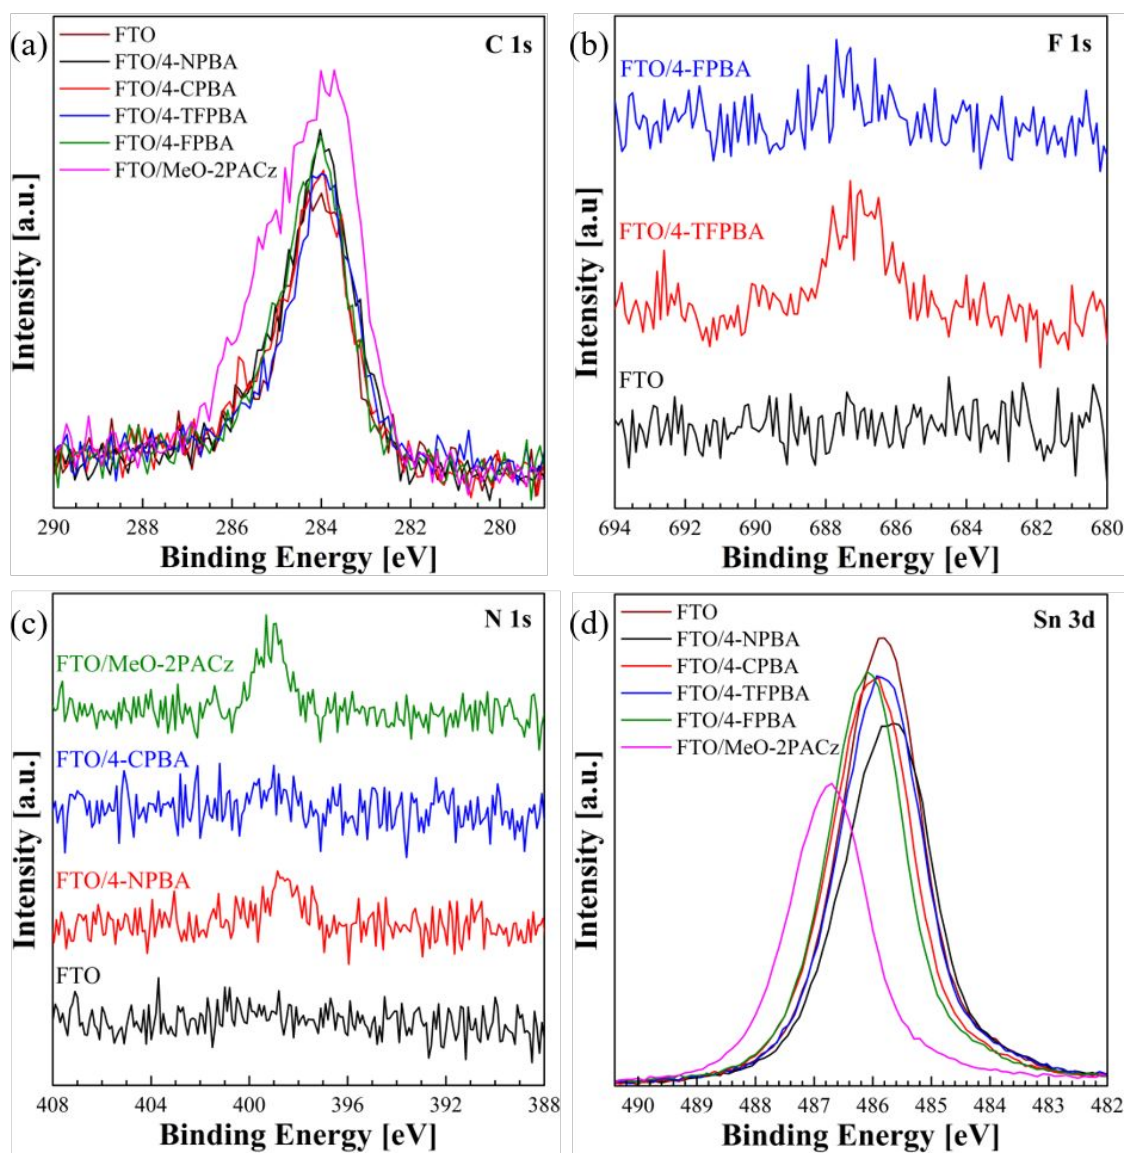 (a)
C 1s
FTO
FTO/4-NPBA
FTO/4-CPBA
FTO/4-TFPBA
FTO/4-FPBA
FTO/MeO-2PACz
Intensity [a.u.]
290 288 286 284 282 280
Binding Energy [eV]
(b)
F 1s
FTO/4-FPBA
FTO/4-TFPBA
FTO
Intensity [a.u]
694 692 690 688 686 684 682 680
Binding Energy [eV]
(c)
N 1s
FTO/MeO-2PACz
FTO/4-CPBA
FTO/4-NPBA
FTO
Intensity [a.u.]
408 404 400 396 392 388
Binding Energy [eV]
(d)
Sn 3d
FTO
FTO/4-NPBA
FTO/4-CPBA
FTO/4-TFPBA
FTO/4-FPBA
FTO/MeO-2PACz
Intensity [a.u.]
490 489 488 487 486 485 484 483 482
Binding Energy [eV]